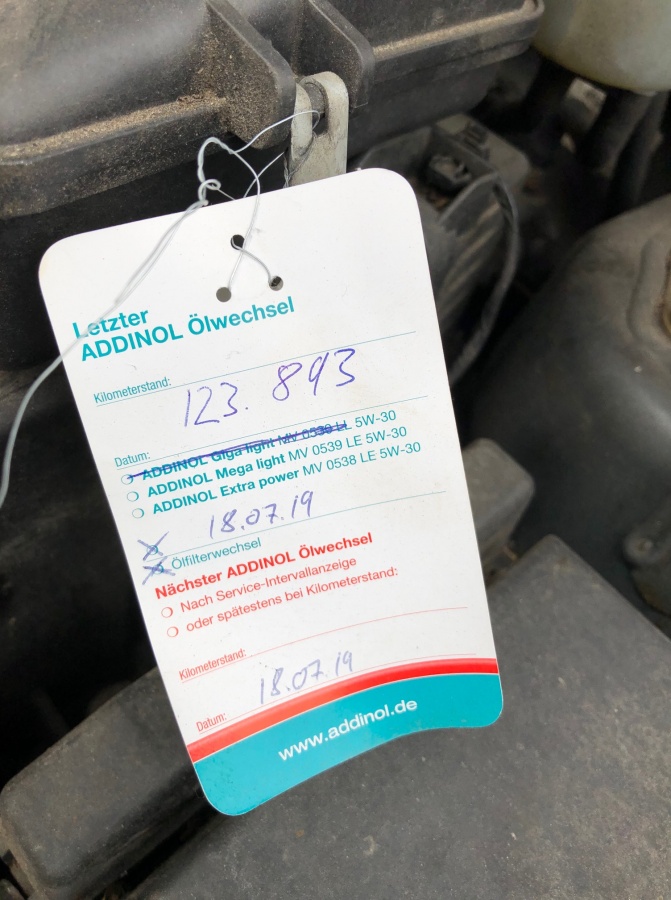 Letzter
ADDINOL Ölwechsel
Kilometerstand:
123.893
Datum:
ADDINOL Giga light MV 0539 LL 5W-30
ADDINOL Mega light MV 0539 LE 5W-30
ADDINOL Extra power MV 0538 LE 5W-30
18.07.19
Ölfilterwechsel
Nächster ADDINOL Ölwechsel
Nach Service-Intervallanzeige
oder spätestens bei Kilometerstand:
Kilometerstand:
18.07.19
Datum:
www.addinol.de